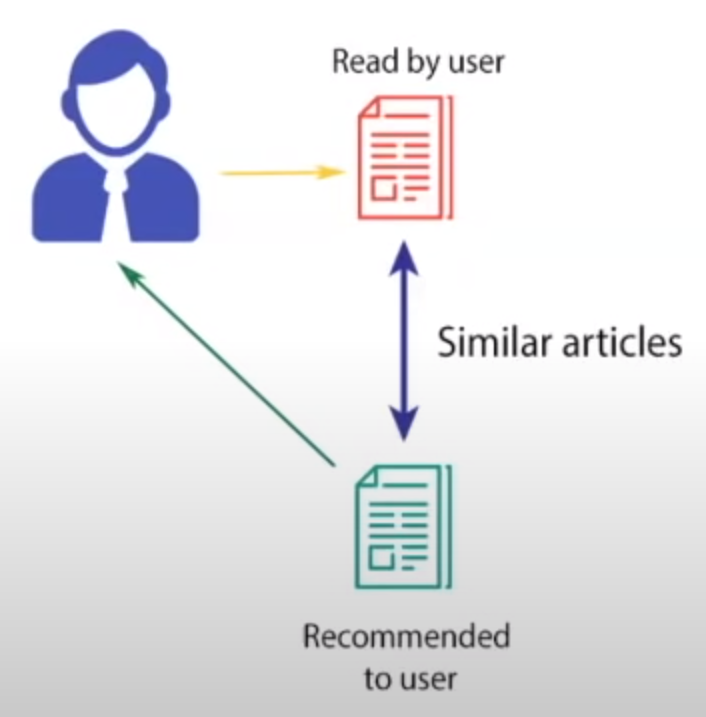 Read by user
Similar articles
Recommended
to user